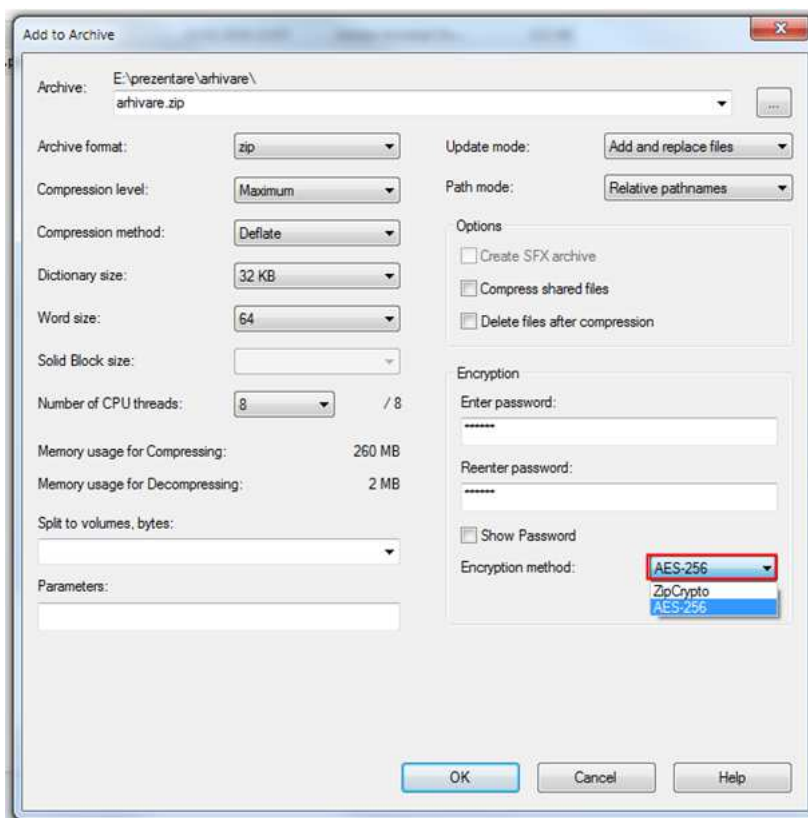 Add to Archive
Archive:
E:\prezentare\arhivare\
arhivare.zip
...
Archive format:
zip
Compression level:
Maximum
Compression method:
Deflate
Dictionary size:
32 KB
Word size:
64
Solid Block size:
Number of CPU threads:
8
/ 8
Memory usage for Compressing:
260 MB
Memory usage for Decompressing:
2 MB
Split to volumes, bytes:
Parameters:
Update mode:
Add and replace files
Path mode:
Relative pathnames
Options
Create SFX archive
Compress shared files
Delete files after compression
Encryption
Enter password:
******
Reenter password:
******
Show Password
Encryption method:
AES-256
ZipCrypto
AES-256
OK
Cancel
Help